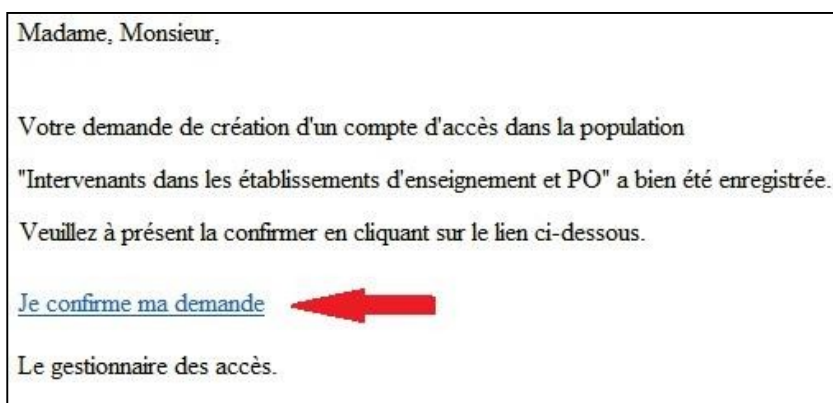 Madame, Monsieur,
Votre demande de création d'un compte d'accès dans la population
"Intervenants dans les établissements d'enseignement et PO" a bien été enregistrée.
Veuillez à présent la confirmer en cliquant sur le lien ci-dessous.
Je confirme ma demande
Le gestionnaire des accès.